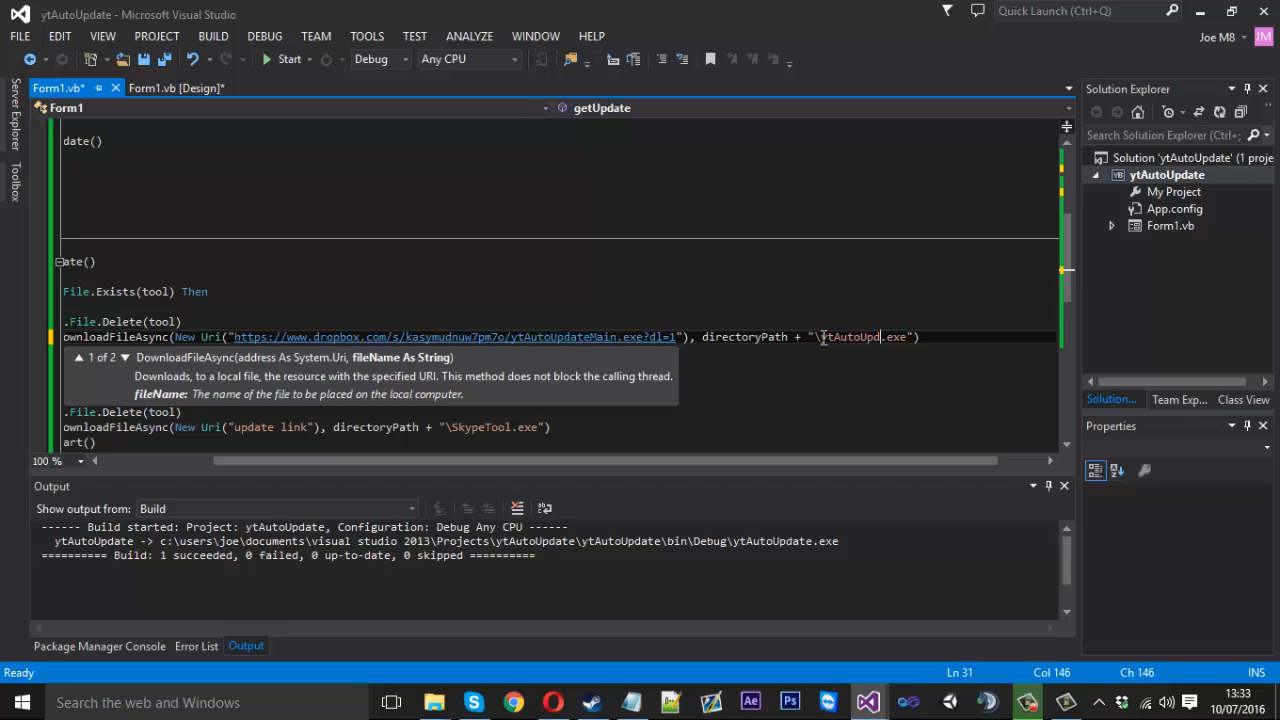 ytAutoUpdate - Microsoft Visual Studio
Quick Launch (Ctrl+Q)
FILE EDIT VIEW PROJECT BUILD DEBUG TEAM TOOLS TEST ANALYZE WINDOW HELP
Joe M8
JM
Start
Debug
Any CPU
Form1.vb*
Form1.vb [Design]*
Form1
getUpdate
date()
ate()
File.Exists(tool) Then
.File.Delete(tool)
ownloadFileAsync(New Uri("https://www.dropbox.com/s/kasymudnuw7pm7o/ytAutoUpdateMain.exe?dl=1"), directoryPath + "\ytAutoUpd.exe")
1 of 2 DownloadFileAsync(address As System.Uri, fileName As String)
Downloads, to a local file, the resource with the specified URI. This method does not block the calling thread.
fileName: The name of the file to be placed on the local computer.
.File.Delete(tool)
ownloadFileAsync(New Uri("update link"), directoryPath + "\SkypeTool.exe")
art()
100 %
Server Explorer
Toolbox
Output
Show output from: Build
------ Build started: Project: ytAutoUpdate, Configuration: Debug Any CPU ------
ytAutoUpdate -> c:\users\joe\documents\visual studio 2013\Projects\ytAutoUpdate\ytAutoUpdate\bin\Debug\ytAutoUpdate.exe
========== Build: 1 succeeded, 0 failed, 0 up-to-date, 0 skipped ==========
Package Manager Console Error List Output
Solution Explorer
Search Solution Explorer (Ctrl+;
Solution 'ytAutoUpdate' (1 proje
VB ytAutoUpdate
My Project
App.config
Form1.vb
Solution... Team Exp... Class View
Properties
Ready
Ln 31
Col 146
Ch 146
INS
Search the web and Windows
Ae
Ps
13:33
10/07/2016